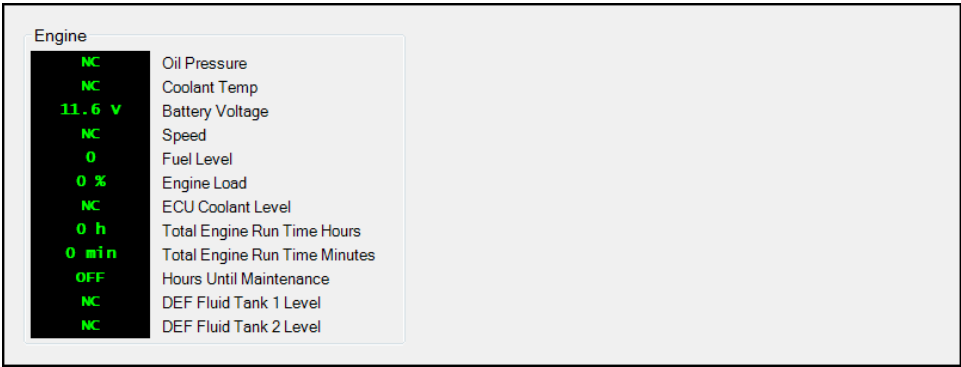 Engine
NC Oil Pressure
NC Coolant Temp
11.6 V Battery Voltage
NC Speed
0 Fuel Level
0 % Engine Load
NC ECU Coolant Level
0 h Total Engine Run Time Hours
0 min Total Engine Run Time Minutes
OFF Hours Until Maintenance
NC DEF Fluid Tank 1 Level
NC DEF Fluid Tank 2 Level